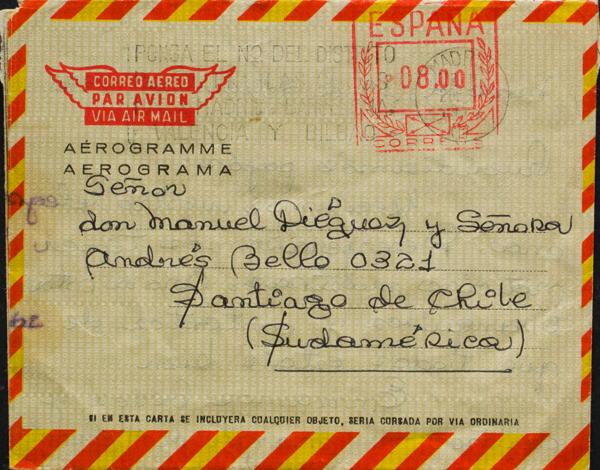 ESPAÑA
¡PONGA EL Nº DEL DISTRITO
VALENCIA Y BILBAO
MADRID
08.00
CORREOS
CORREO AEREO
PAR AVION
VIA AIR MAIL
AÉROGRAMME
AEROGRAMA
Señor
don Manuel Diéguez y Señora
Andrés Bello 0321
Santiago de Chile
(Sudamérica)
SI EN ESTA CARTA SE INCLUYERA CUALQUIER OBJETO, SERIA CURSADA POR VIA ORDINARIA